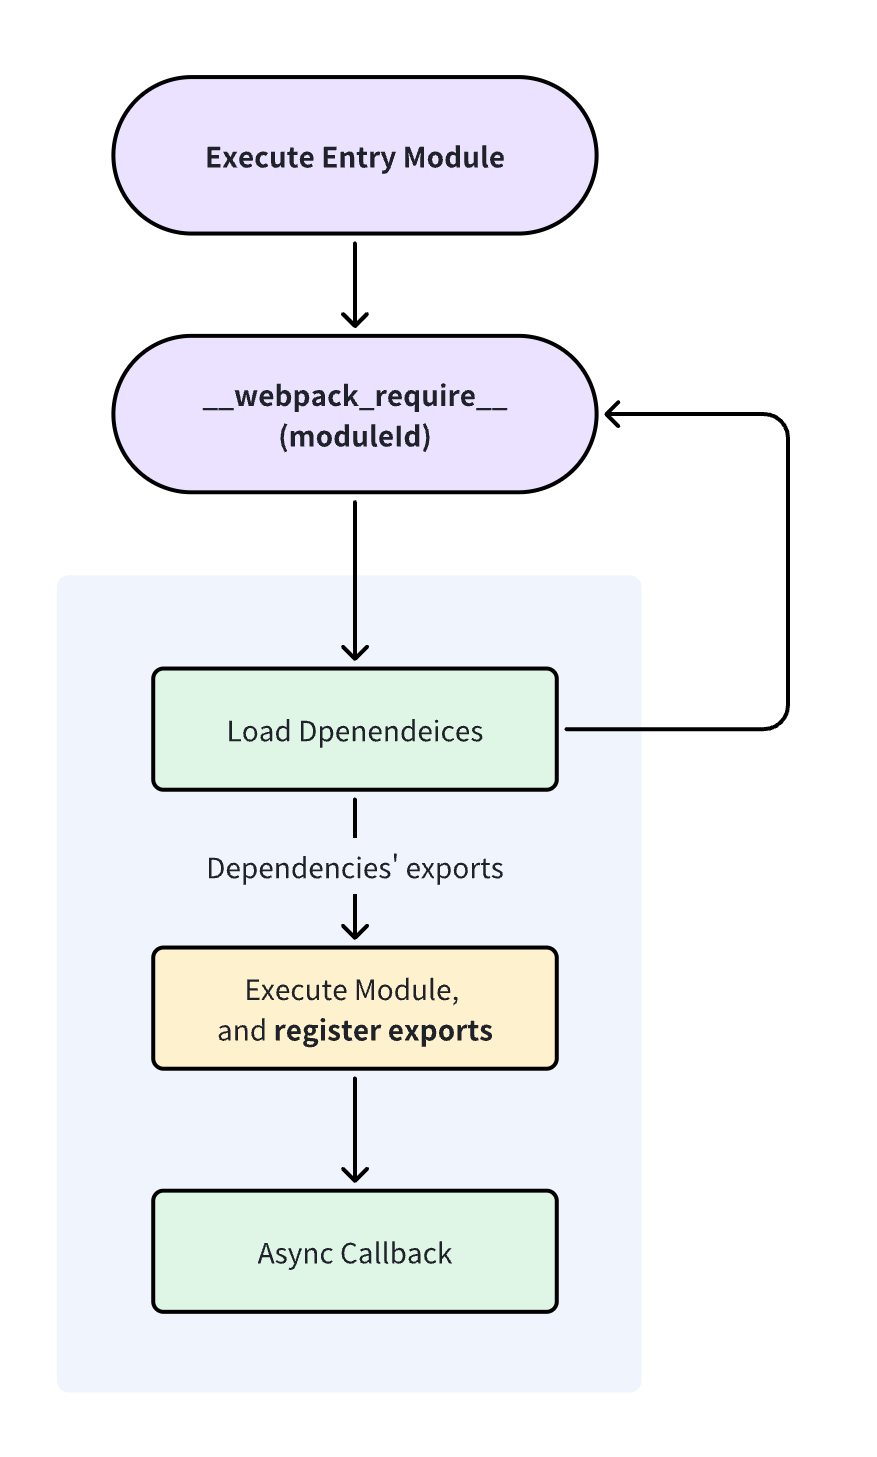 Execute Entry Module
__webpack_require__
(moduleId)
Load Dpenendeices
Dependencies' exports
Execute Module,
and register exports
Async Callback